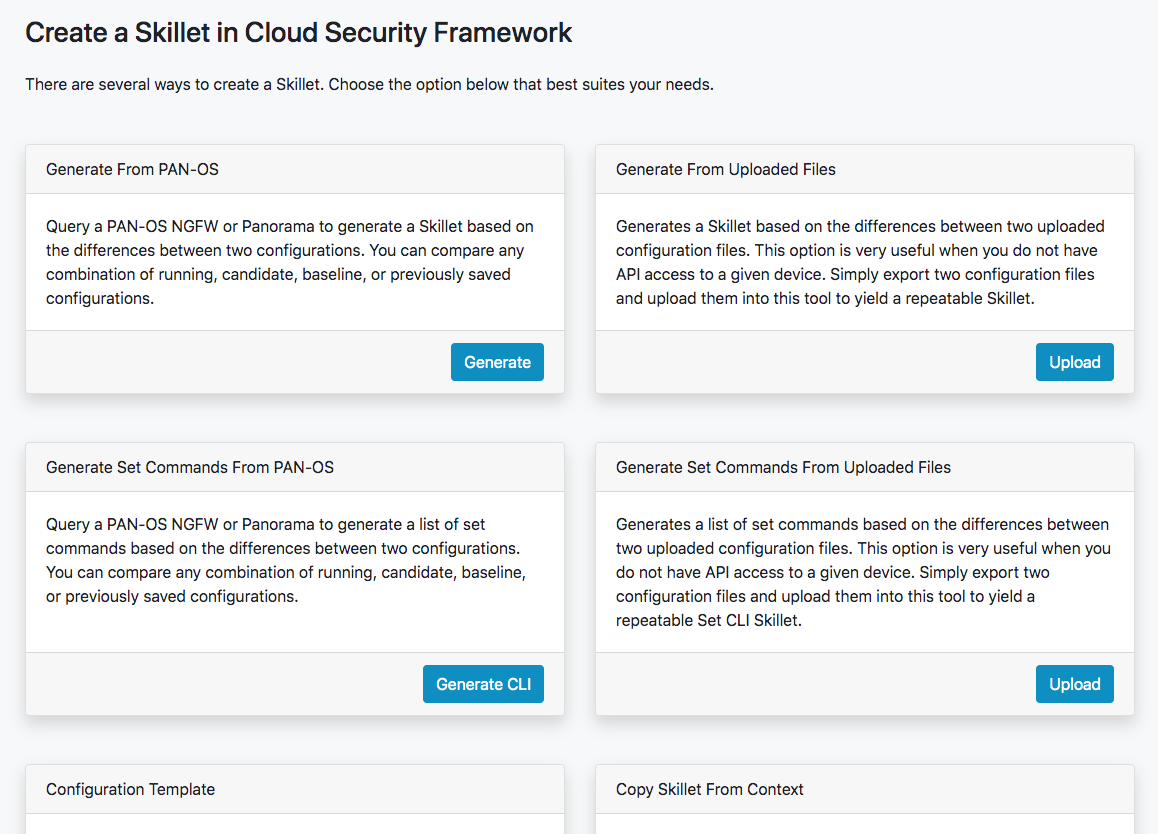 Create a Skillet in Cloud Security Framework
There are several ways to create a Skillet. Choose the option below that best suites your needs.
Generate From PAN-OS
Query a PAN-OS NGFW or Panorama to generate a Skillet based on
the differences between two configurations. You can compare any
combination of running, candidate, baseline, or previously saved
configurations.
Generate
Generate From Uploaded Files
Generates a Skillet based on the differences between two uploaded
configuration files. This option is very useful when you do not have
API access to a given device. Simply export two configuration files
and upload them into this tool to yield a repeatable Skillet.
Upload
Generate Set Commands From PAN-OS
Query a PAN-OS NGFW or Panorama to generate a list of set
commands based on the differences between two configurations.
You can compare any combination of running, candidate, baseline,
or previously saved configurations.
Generate CLI
Generate Set Commands From Uploaded Files
Generates a list of set commands based on the differences between
two uploaded configuration files. This option is very useful when you
do not have API access to a given device. Simply export two
configuration files and upload them into this tool to yield a
repeatable Set CLI Skillet.
Upload
Configuration Template
Copy Skillet From Context